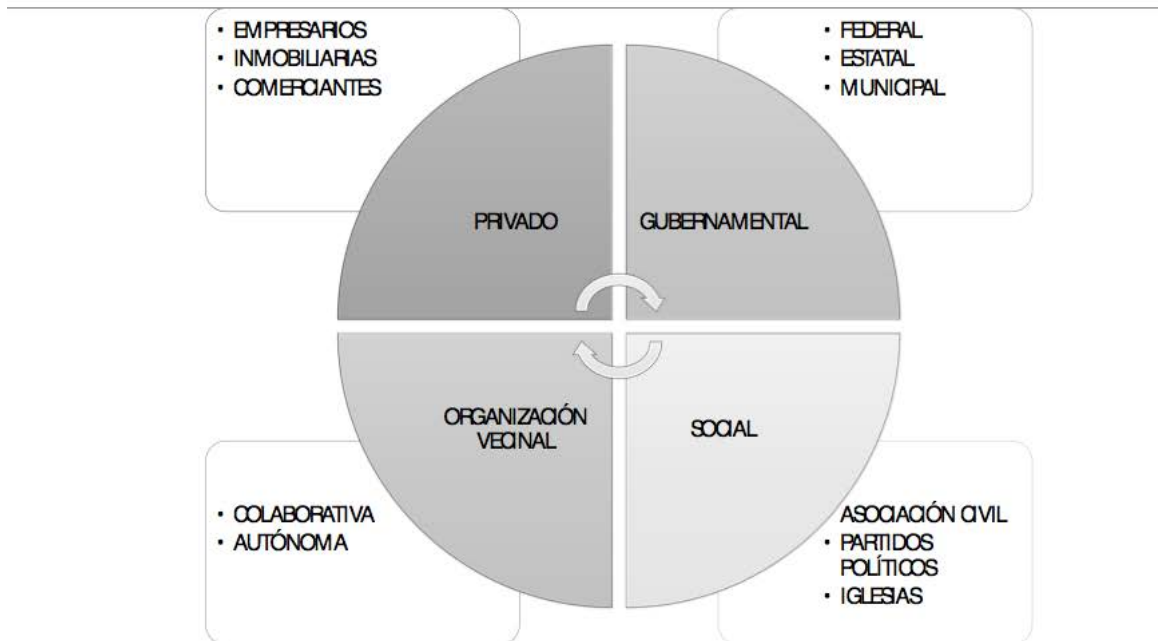 • EMPRESARIOS
• INMOBILIARIAS
• COMERCIANTES
• FEDERAL
• ESTATAL
• MUNICIPAL
PRIVADO
GUBERNAMENTAL
ORGANIZACIÓN
VECINAL
SOCIAL
• COLABORATIVA
• AUTÓNOMA
ASOCIACIÓN CIVIL
• PARTIDOS
POLÍTICOS
• IGLESIAS